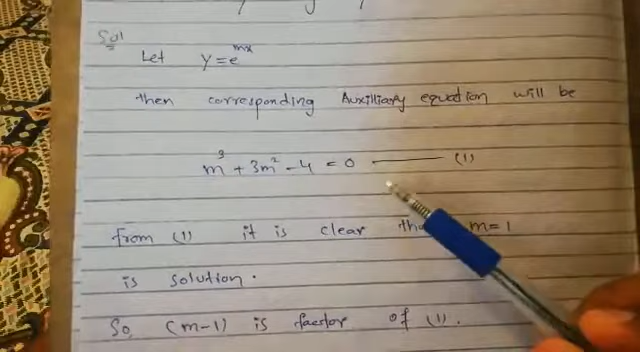 Sol
Let y = e^{mx}
then corresponding Auxilliary equation will be
m³ + 3m² - 4 = 0 ——— (1)
from (1) it is clear m = 1
is solution.
So (m-1) is factor of (1).